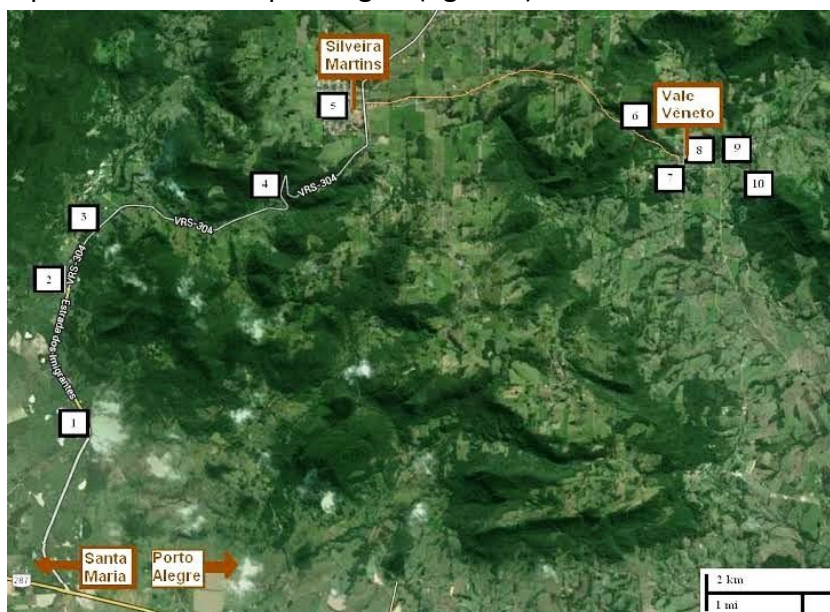 Silveira
Martins
5
Vale
Vêneto
6
8
9
7
10
4
VRS-304
VRS-304
3
VRS-304
2
Estrada dos Imigrantes
1
Santa
Maria
Porto
Alegre
287
2 km
1 mi